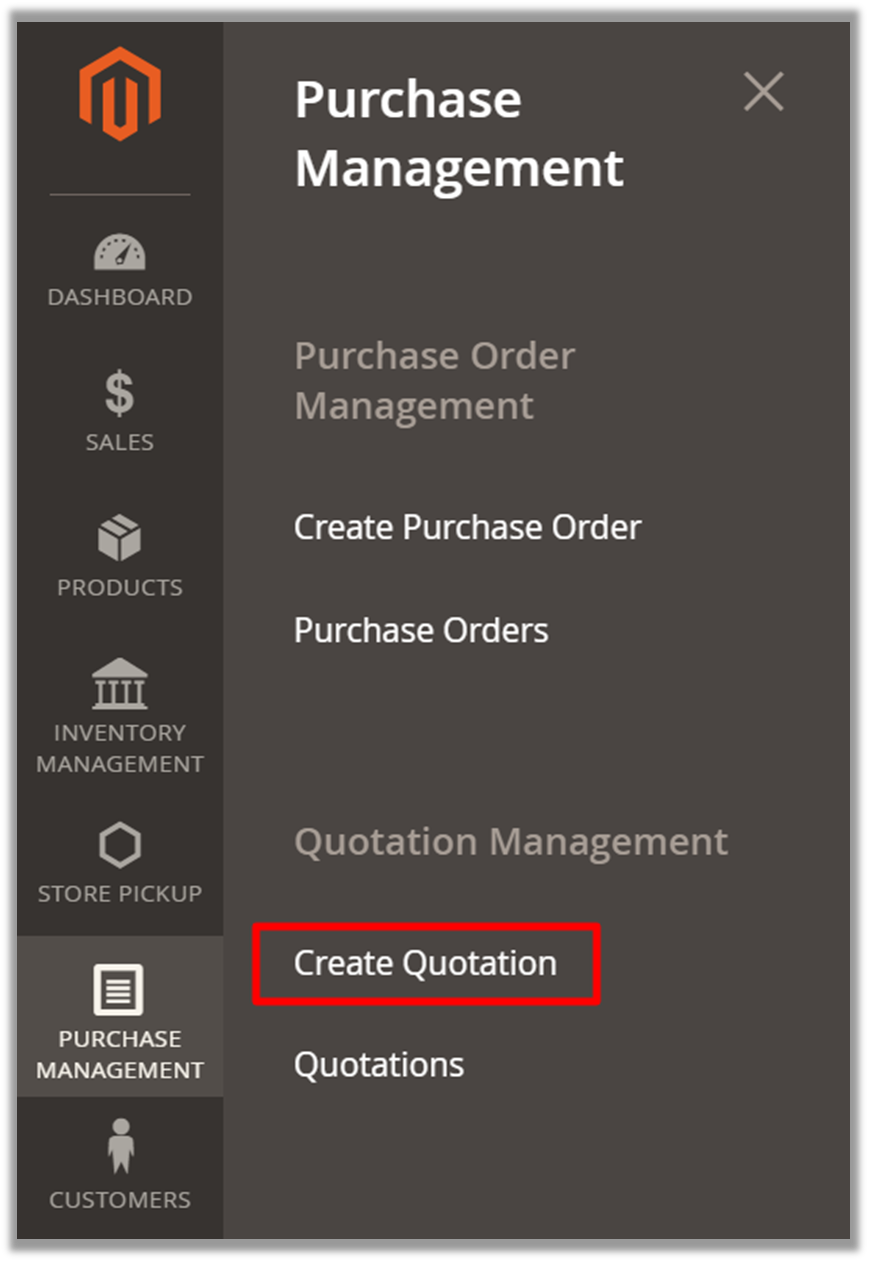 DASHBOARD
SALES
PRODUCTS
INVENTORY
MANAGEMENT
STORE PICKUP
PURCHASE
MANAGEMENT
CUSTOMERS
Purchase
Management
Purchase Order
Management
Create Purchase Order
Purchase Orders
Quotation Management
Create Quotation
Quotations